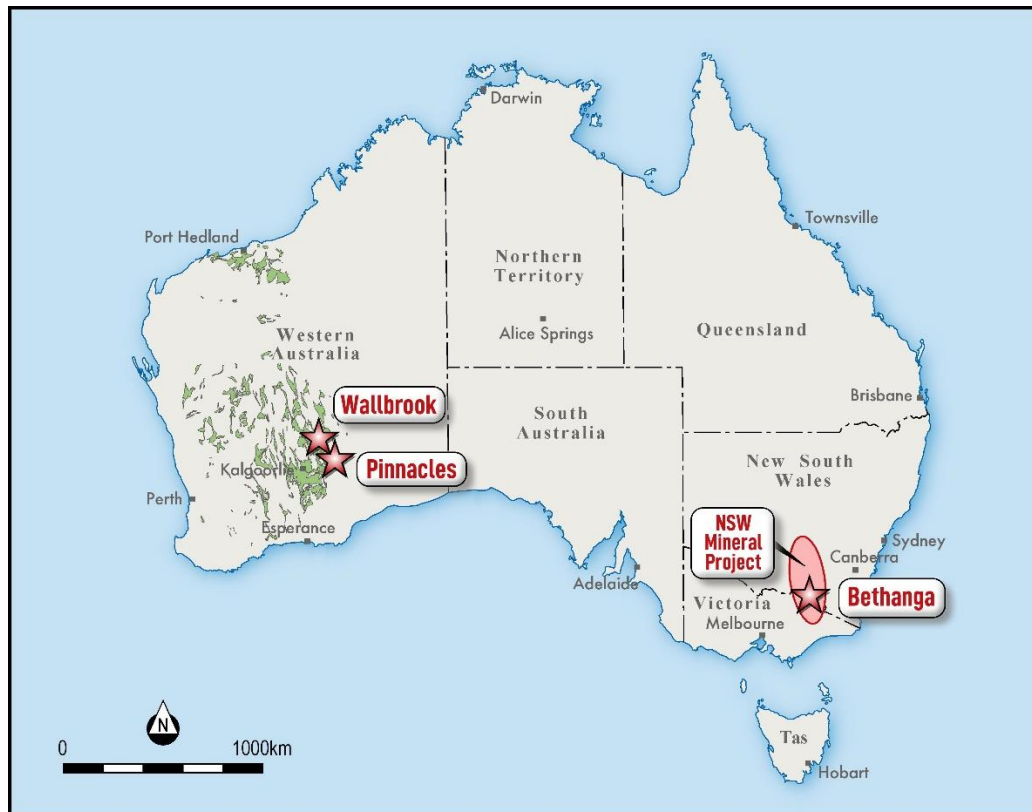 Darwin
Townsville
Port Hedland
Northern
Territory
Alice Springs
Queensland
Western
Australia
Brisbane
Wallbrook
South
Australia
New South
Wales
Kalgoorlie
Pinnacles
Perth
Esperance
NSW
Mineral
Project
Sydney
Canberra
Adelaide
Victoria
Bethanga
Melbourne
N
0
1000km
Tas
Hobart